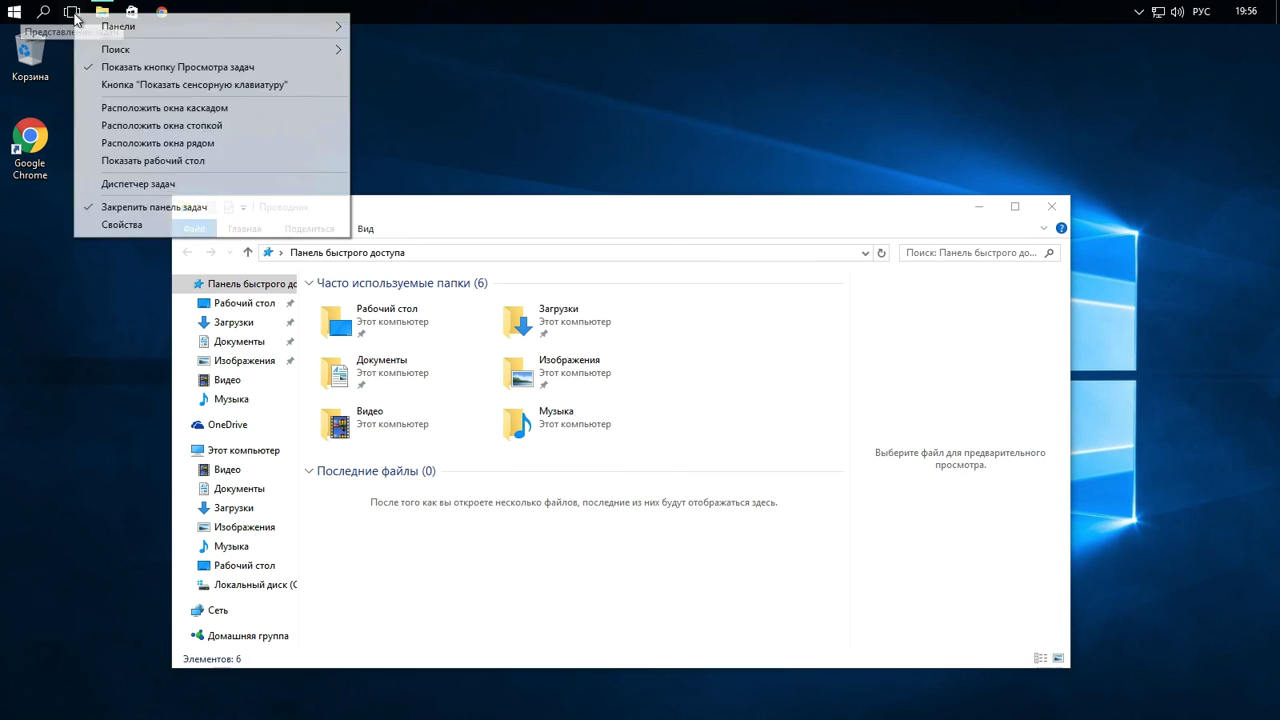 РУС
19:56
Представление задач
Корзина
Google
Chrome
Панели
Поиск
Показать кнопку Просмотра задач
Кнопка "Показать сенсорную клавиатуру"
Расположить окна каскадом
Расположить окна стопкой
Расположить окна рядом
Показать рабочий стол
Диспетчер задач
Закрепить панель задач
Свойства
Проводник
Файл
Главная
Поделиться
Вид
Панель быстрого доступа
Поиск: Панель быстрого до...
Панель быстрого до
Рабочий стол
Загрузки
Документы
Изображения
Видео
Музыка
OneDrive
Этот компьютер
Видео
Документы
Загрузки
Изображения
Музыка
Рабочий стол
Локальный диск (C
Сеть
Домашняя группа
Часто используемые папки (6)
Рабочий стол
Этот компьютер
Загрузки
Этот компьютер
Документы
Этот компьютер
Изображения
Этот компьютер
Видео
Этот компьютер
Музыка
Этот компьютер
Последние файлы (0)
После того как вы откроете несколько файлов, последние из них будут отображаться здесь.
Выберите файл для предварительного
просмотра.
Элементов: 6